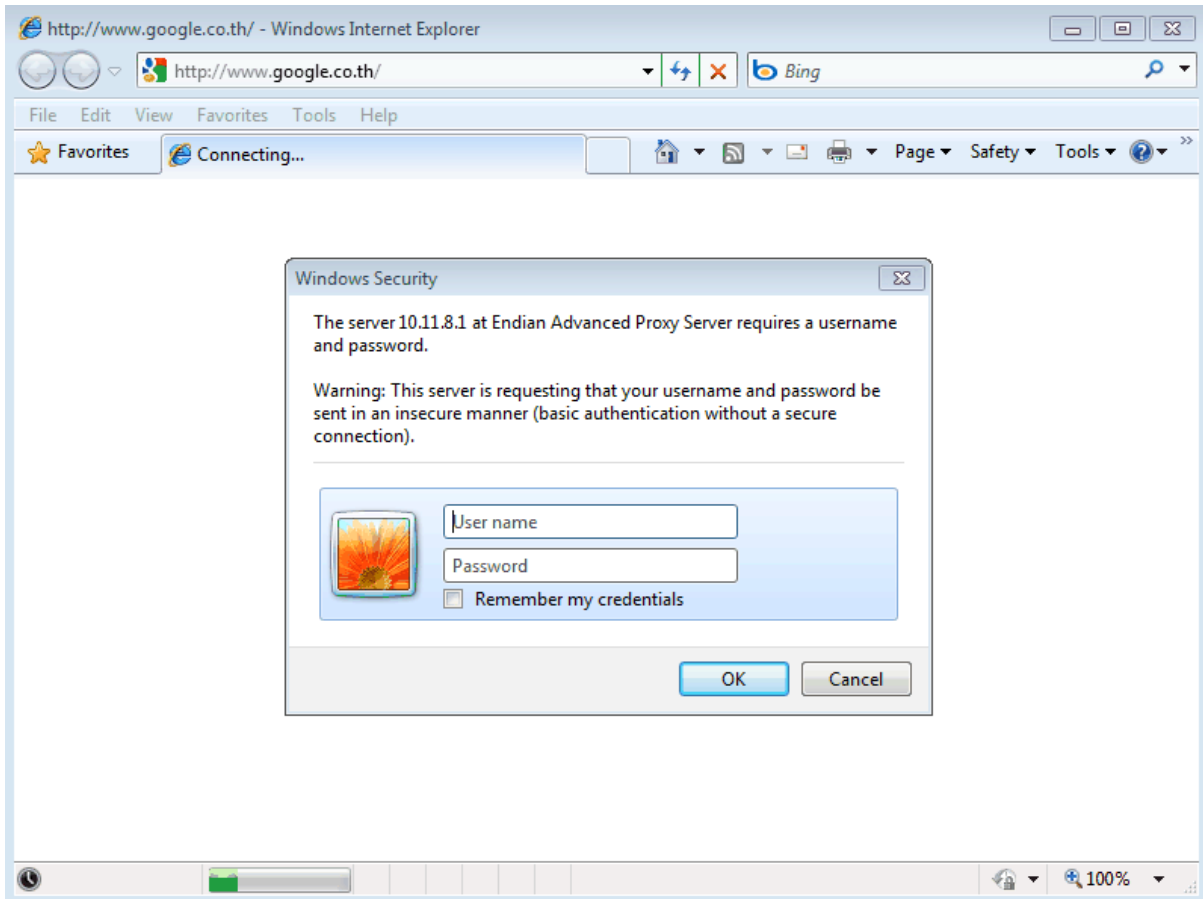 http://www.google.co.th/ - Windows Internet Explorer
http://www.google.co.th/ Bing
File Edit View Favorites Tools Help
Favorites Connecting... Page Safety Tools
Windows Security
The server 10.11.8.1 at Endian Advanced Proxy Server requires a username
and password.
Warning: This server is requesting that your username and password be
sent in an insecure manner (basic authentication without a secure
connection).
User name
Password
Remember my credentials
OK Cancel
100%